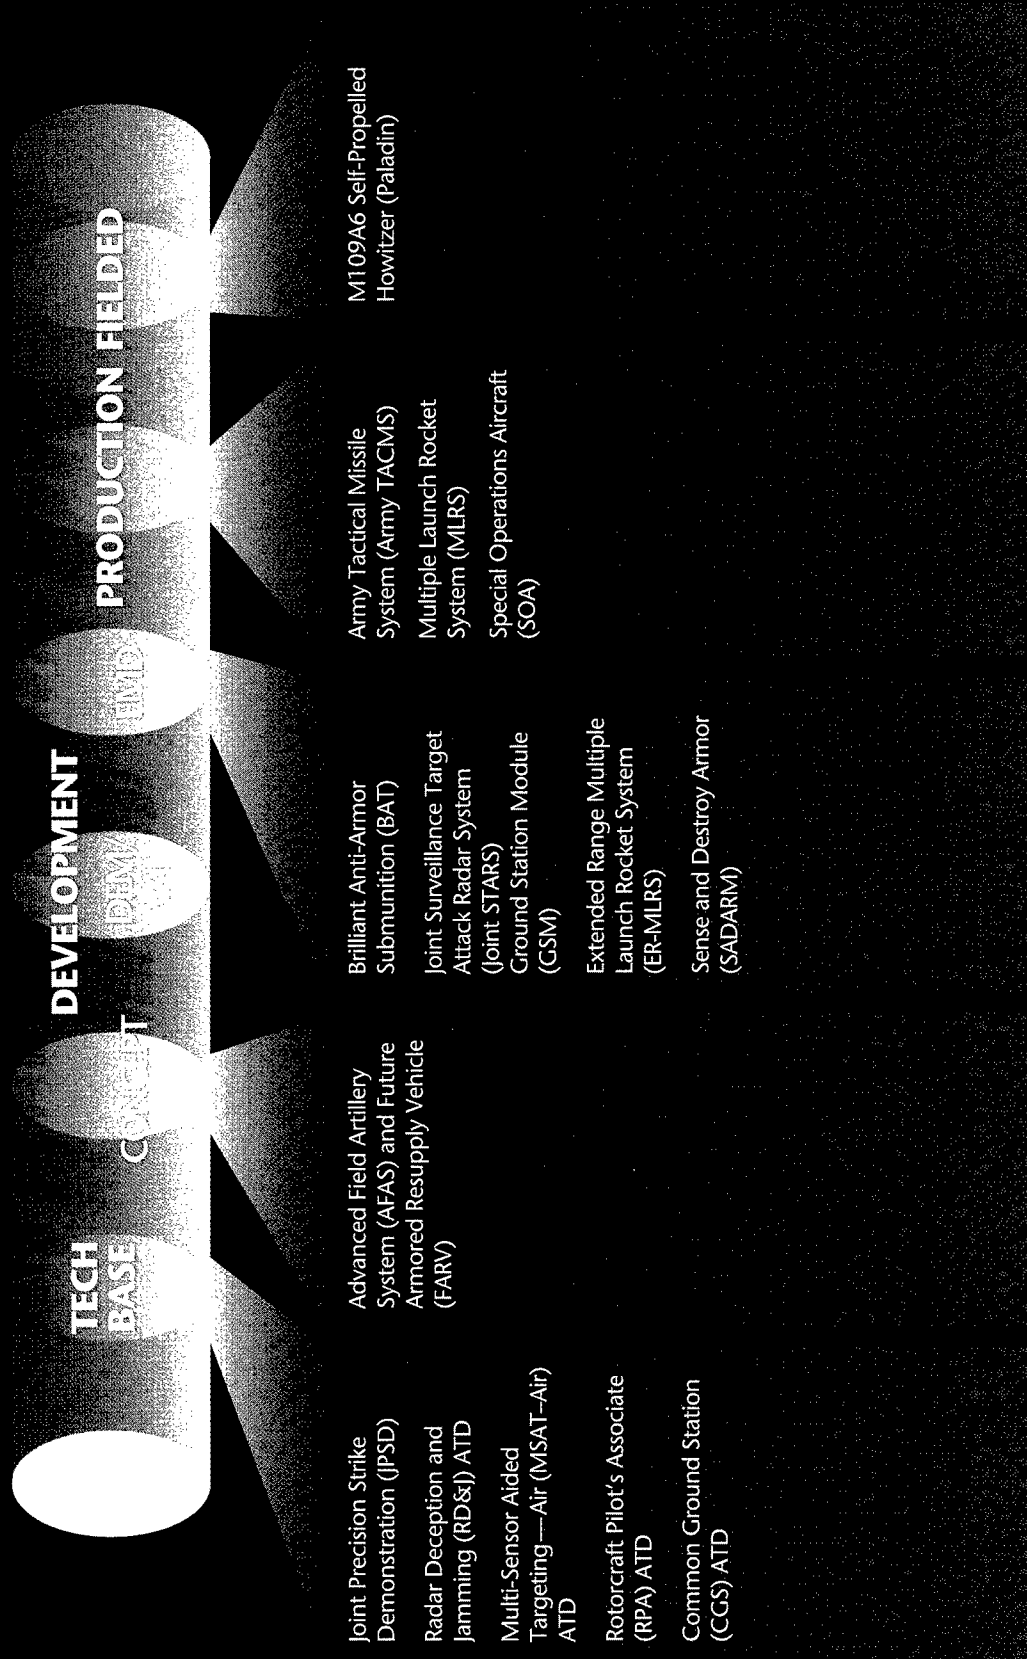 TECH
BASE
CONCEPT
DEVELOPMENT
DEM/
EMD
PRODUCTION
FIELDED
Joint Precision Strike
Demonstration (JPSD)
Radar Deception and
Jamming (RD&J) ATD
Multi-Sensor Aided
Targeting—Air (MSAT–Air)
ATD
Rotorcraft Pilot's Associate
(RPA) ATD
Common Ground Station
(CGS) ATD
Advanced Field Artillery
System (AFAS) and Future
Armored Resupply Vehicle
(FARV)
Brilliant Anti-Armor
Submunition (BAT)
Joint Surveillance Target
Attack Radar System
(Joint STARS)
Ground Station Module
(GSM)
Extended Range Multiple
Launch Rocket System
(ER-MLRS)
Sense and Destroy Armor
(SADARM)
Army Tactical Missile
System (Army TACMS)
Multiple Launch Rocket
System (MLRS)
Special Operations Aircraft
(SOA)
M109A6 Self-Propelled
Howitzer (Paladin)